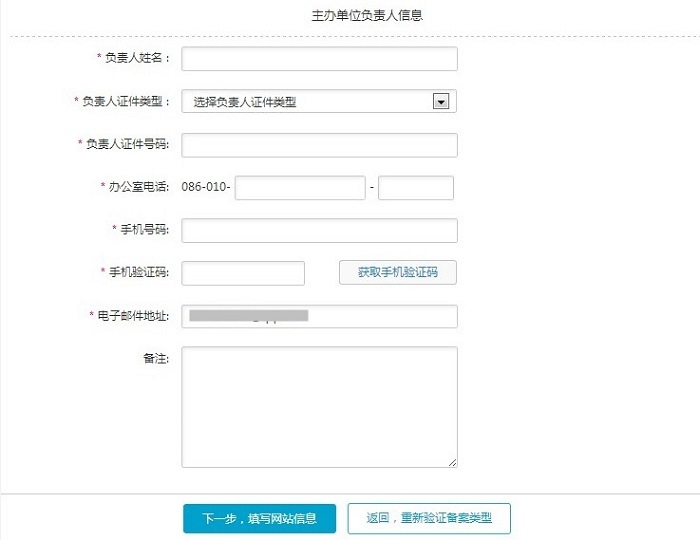 主办单位负责人信息
* 负责人姓名：
* 负责人证件类型： 选择负责人证件类型
* 负责人证件号码:
* 办公室电话: 086-010- -
* 手机号码:
* 手机验证码: 获取手机验证码
* 电子邮件地址:
备注:
下一步，填写网站信息 返回，重新验证备案类型